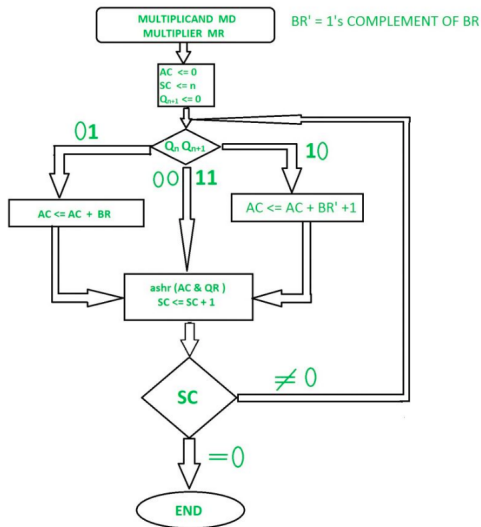 MULTIPLICAND MD
MULTIPLIER MR
BR' = 1's COMPLEMENT OF BR
AC <= 0
SC <= n
Qn+1 <= 0
01
Qn Qn+1
10
00 11
AC <= AC + BR
AC <= AC + BR' +1
ashr (AC & QR )
SC <= SC + 1
SC
≠ 0
=0
END